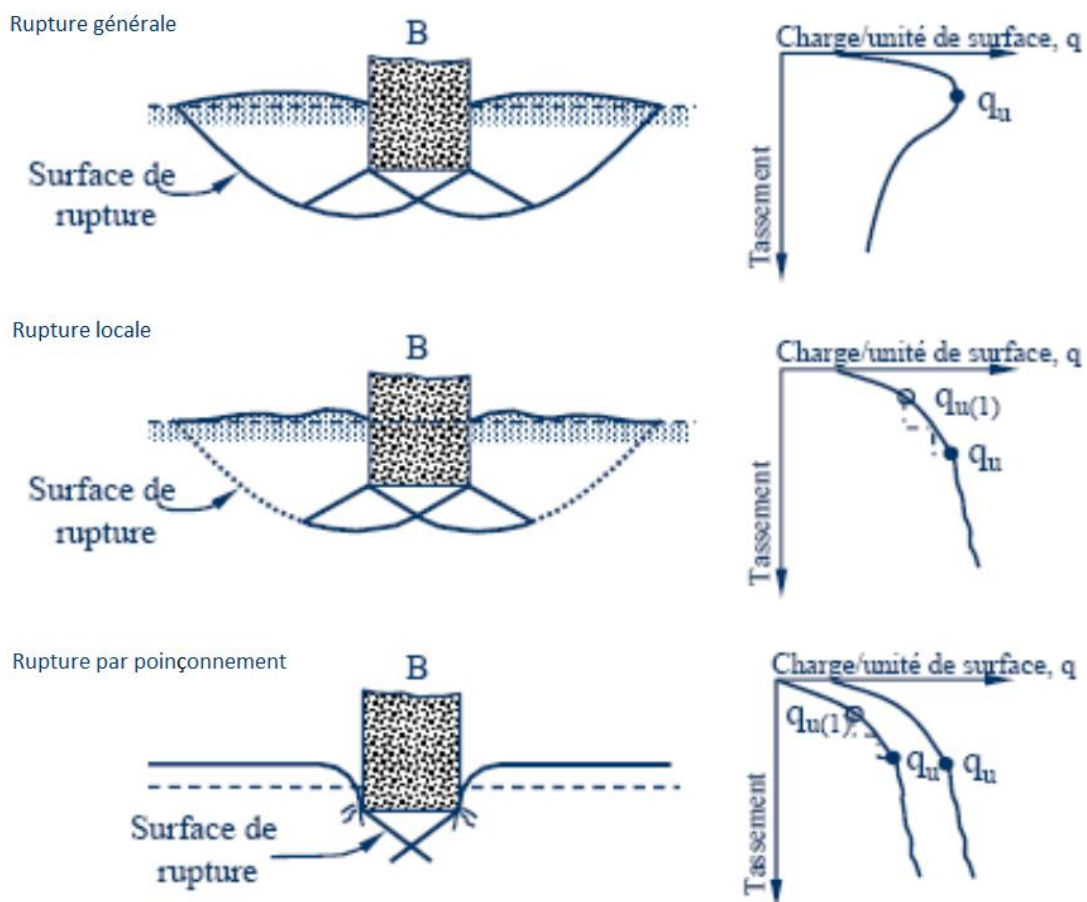 Rupture générale
B
Surface de
rupture
Charge/unité de surface, q
qu
Tassement
Rupture locale
B
Surface de
rupture
Charge/unité de surface, q
qu(1)
qu
Tassement
Rupture par poinçonnement
B
Surface de
rupture
Charge/unité de surface, q
qu(1)
qu
qu
Tassement